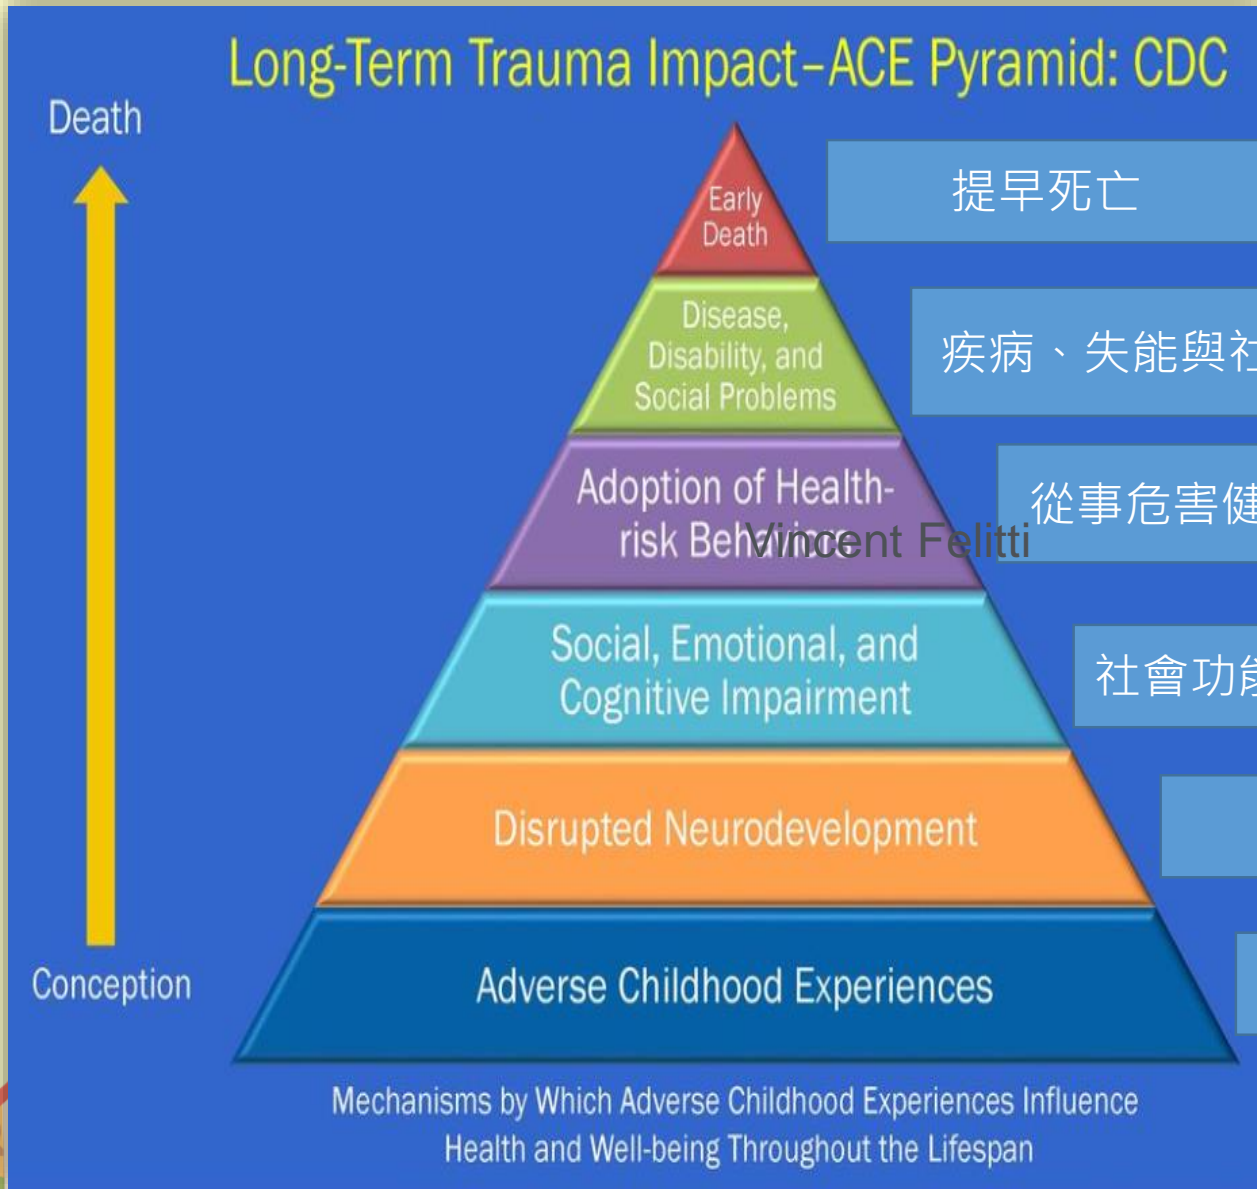 Long-Term Trauma Impact–ACE Pyramid: CDC
Death
Early
Death
提早死亡
Disease,
Disability, and
Social Problems
疾病、失能與社
Adoption of Health-
risk Behaviors
從事危害健
Vincent Felitti
Social, Emotional, and
Cognitive Impairment
社會功能
Disrupted Neurodevelopment
Adverse Childhood Experiences
Conception
Mechanisms by Which Adverse Childhood Experiences Influence
Health and Well-being Throughout the Lifespan